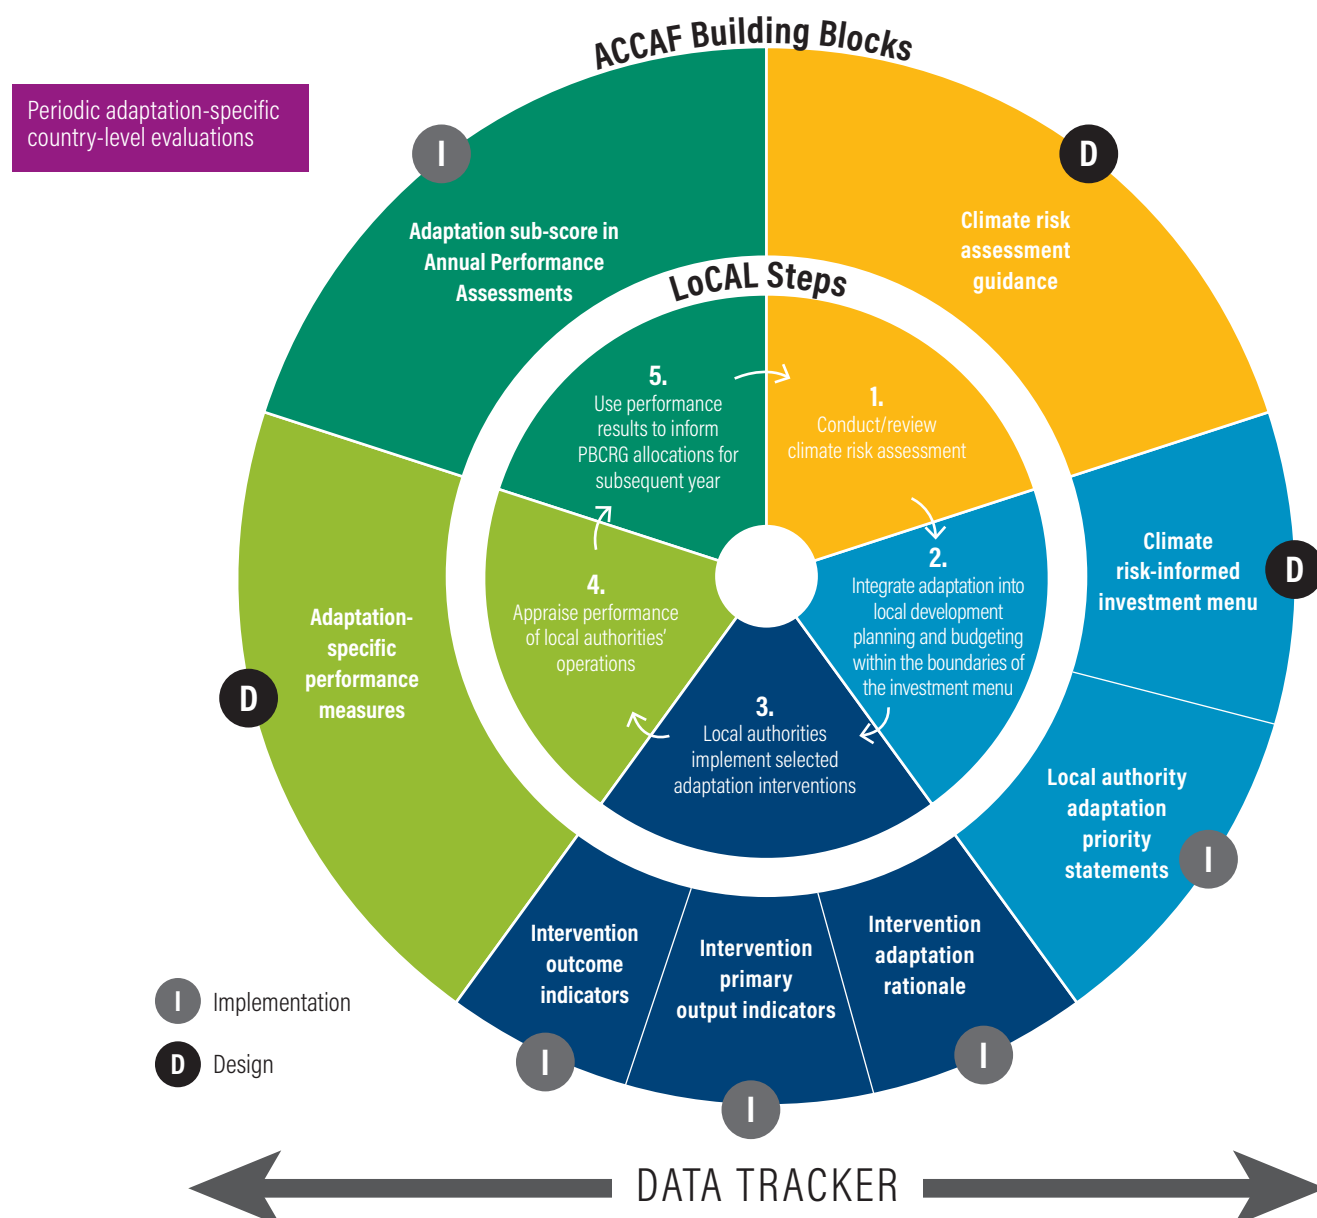 ACCAF Building Blocks
Periodic adaptation-specific
country-level evaluations
I
D
Adaptation sub-score in
Annual Performance
Assessments
Climate risk
assessment
guidance
LoCAL Steps
5.
Use performance
results to inform
PBCRG allocations for
subsequent year
1.
Conduct/review
climate risk assessment
Climate
risk-informed
investment menu
D
2.
Integrate adaptation into
local development
planning and budgeting
within the boundaries of
the investment menu
4.
Appraise performance
of local authorities'
operations
Adaptation-
specific
performance
measures
D
3.
Local authorities
implement selected
adaptation interventions
Local authority
adaptation
priority
statements
I
Intervention
outcome
indicators
I
Intervention
primary
output indicators
I
Intervention
adaptation
rationale
I
I Implementation
D Design
DATA TRACKER